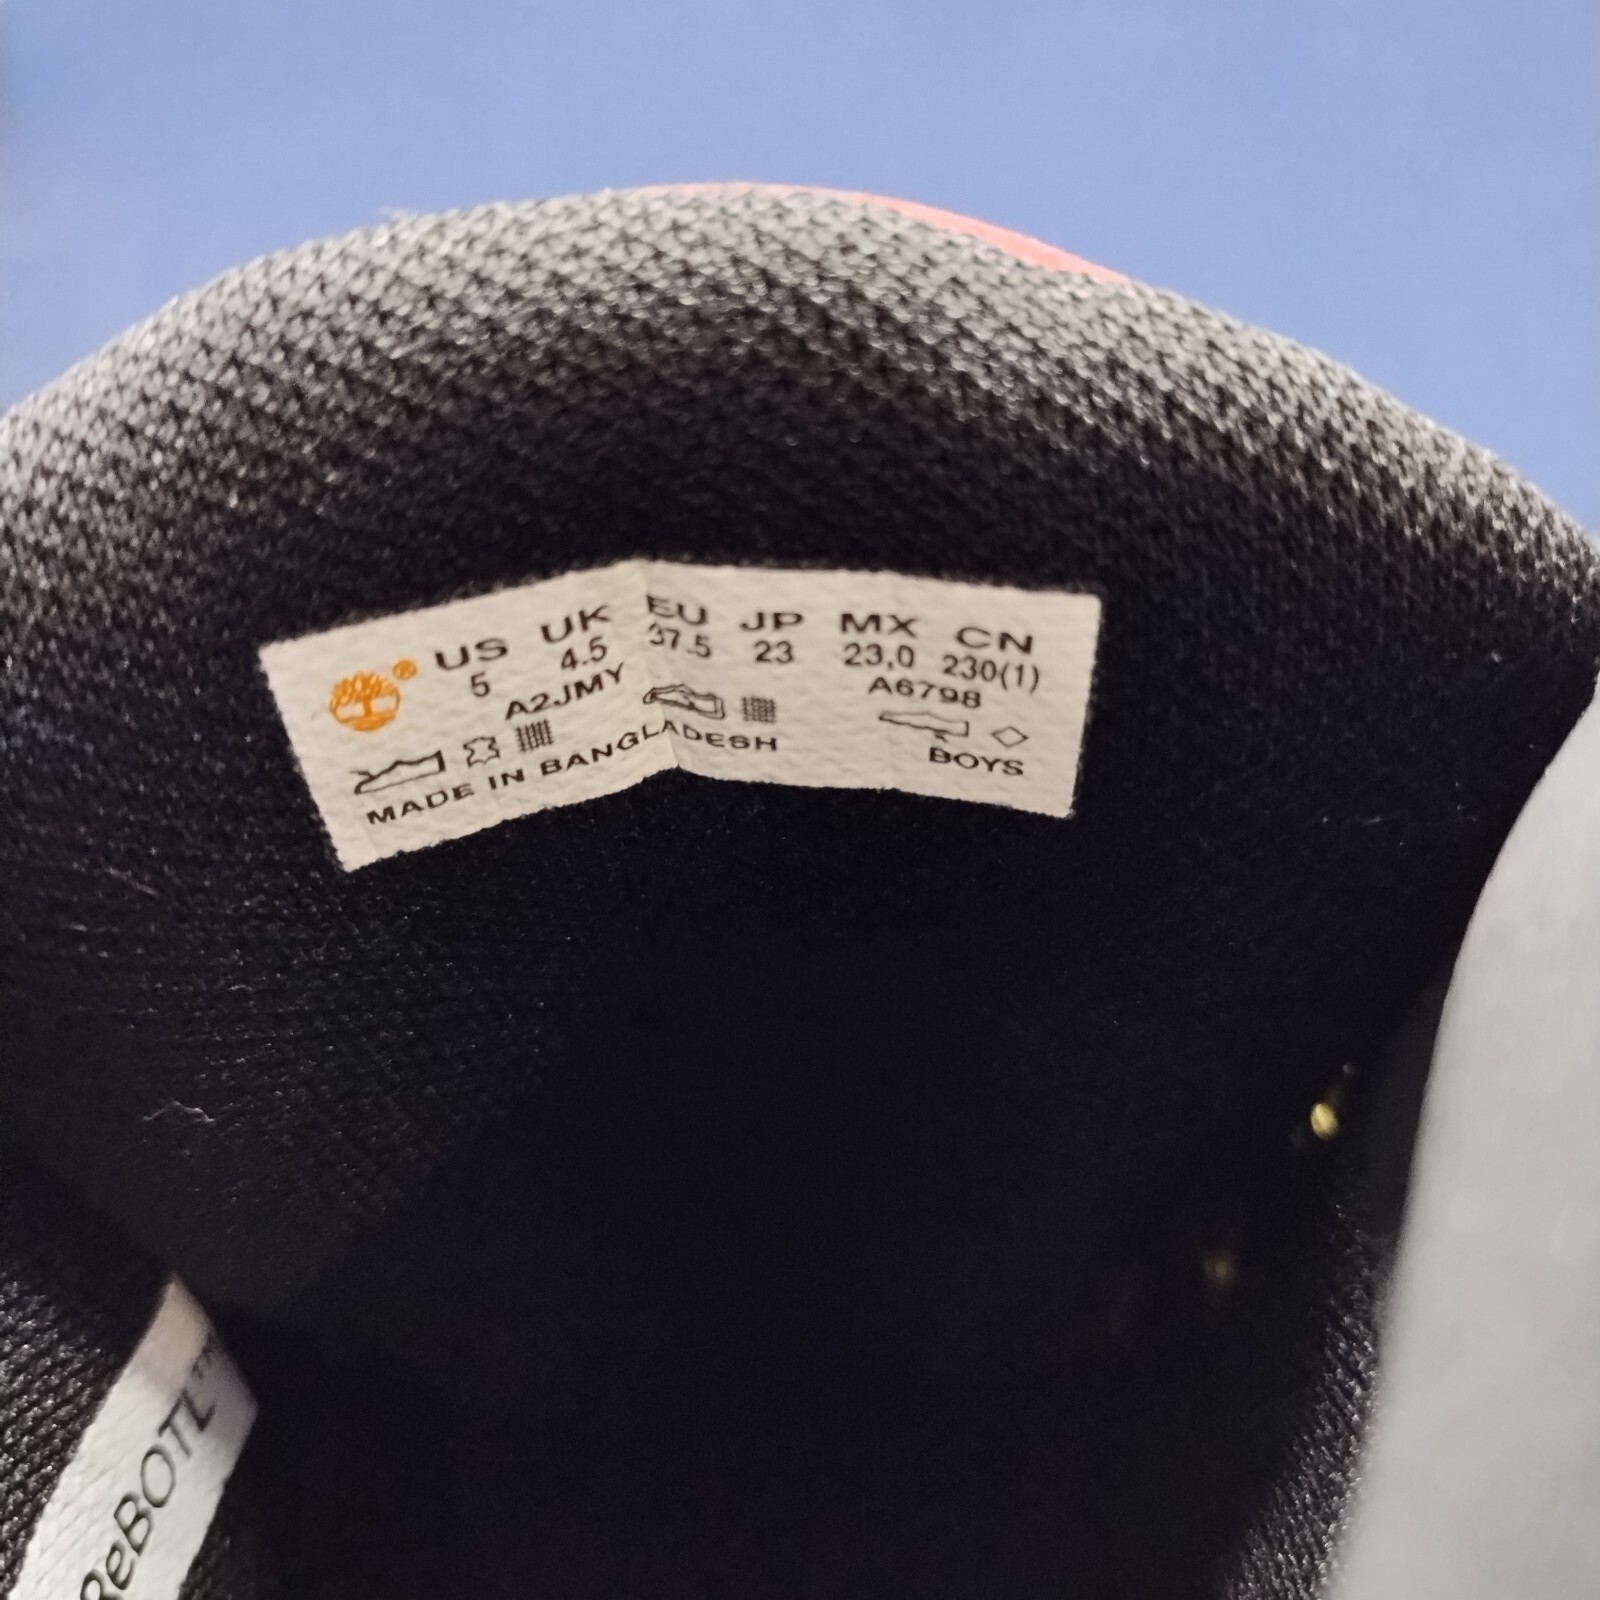 US UK EU JP MX CN
5 4.5 37.5 23 23,0 230(1)
A2JMY A6798
MADE IN BANGLADESH BOYS
ReBOTL™